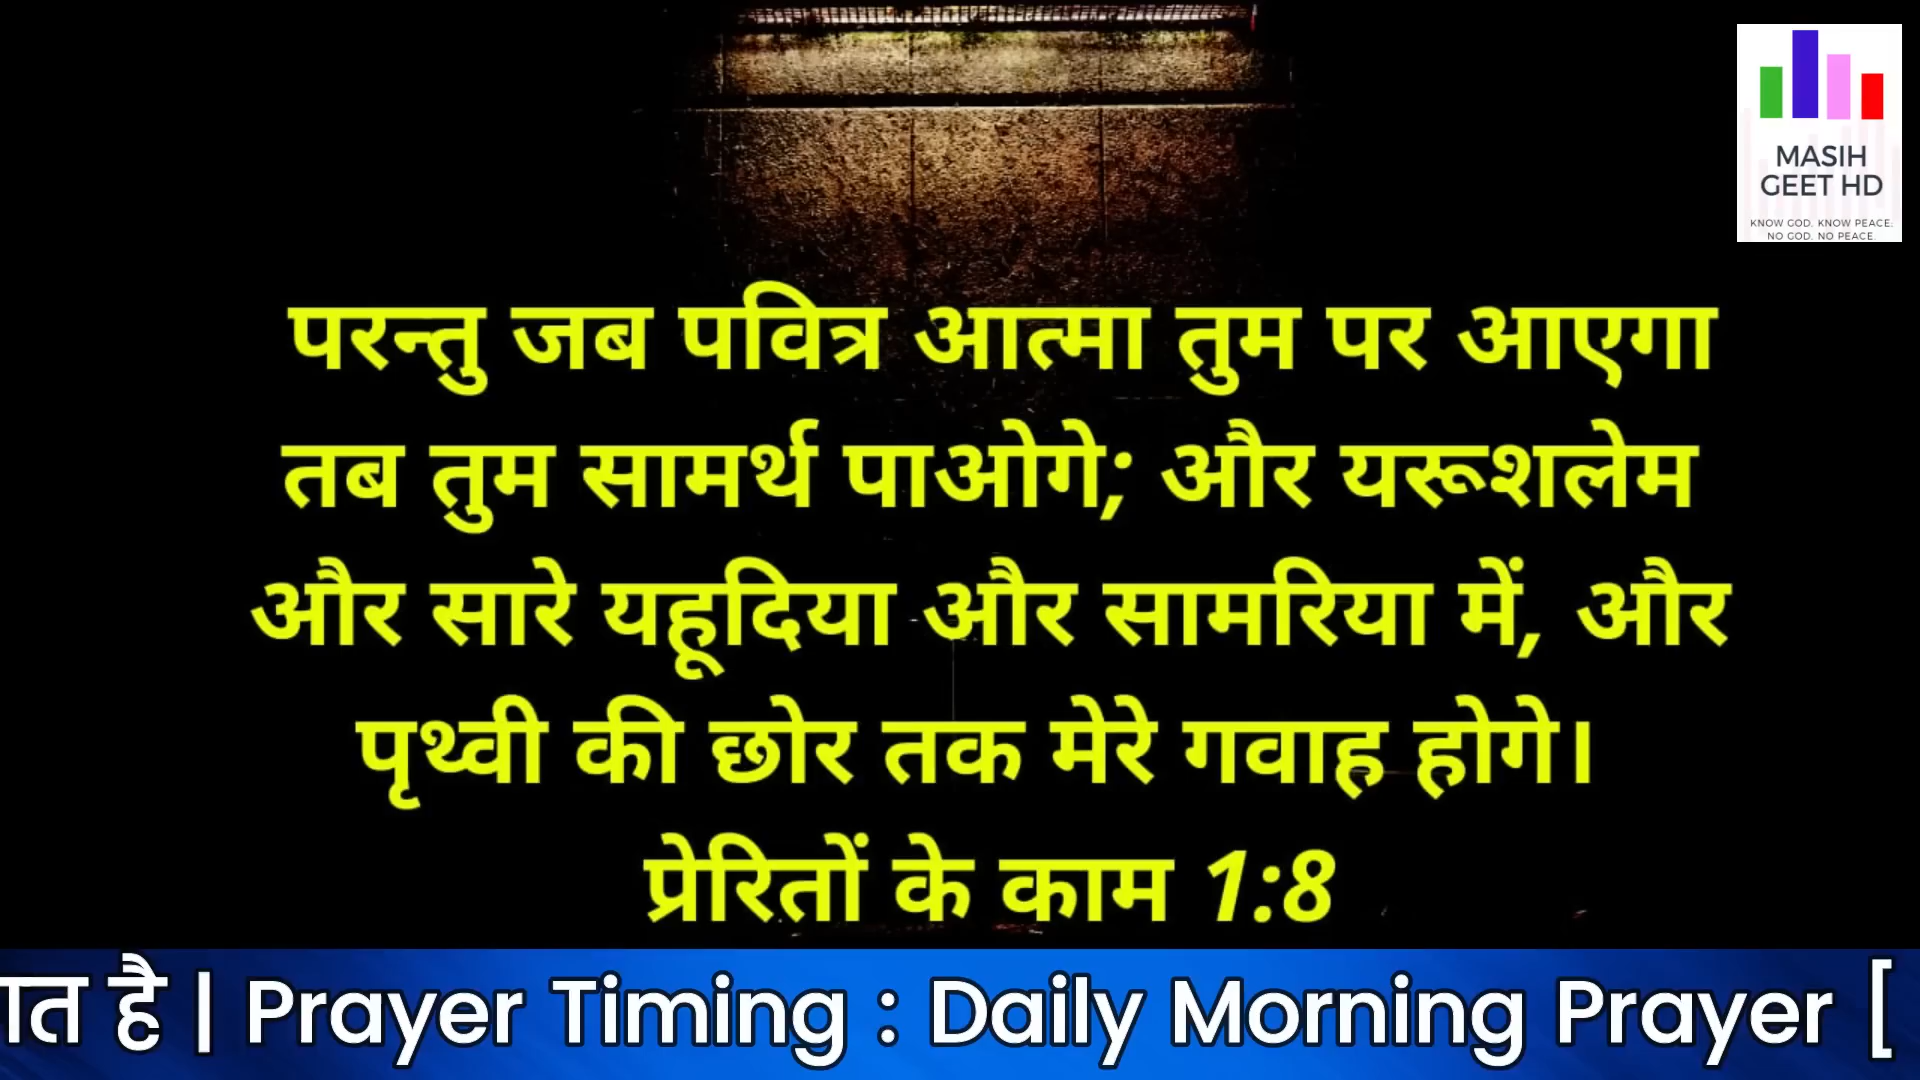 MASIH
GEET HD
KNOW GOD. KNOW PEACE.
NO GOD. NO PEACE.
परन्तु जब पवित्र आत्मा तुम पर आएगा
तब तुम सामर्थ पाओगे; और यरूशलेम
और सारे यहूदिया और सामरिया में, और
पृथ्वी की छोर तक मेरे गवाह होगे।
प्रेरितों के काम 1:8
है | Prayer Timing : Daily Morning Prayer [